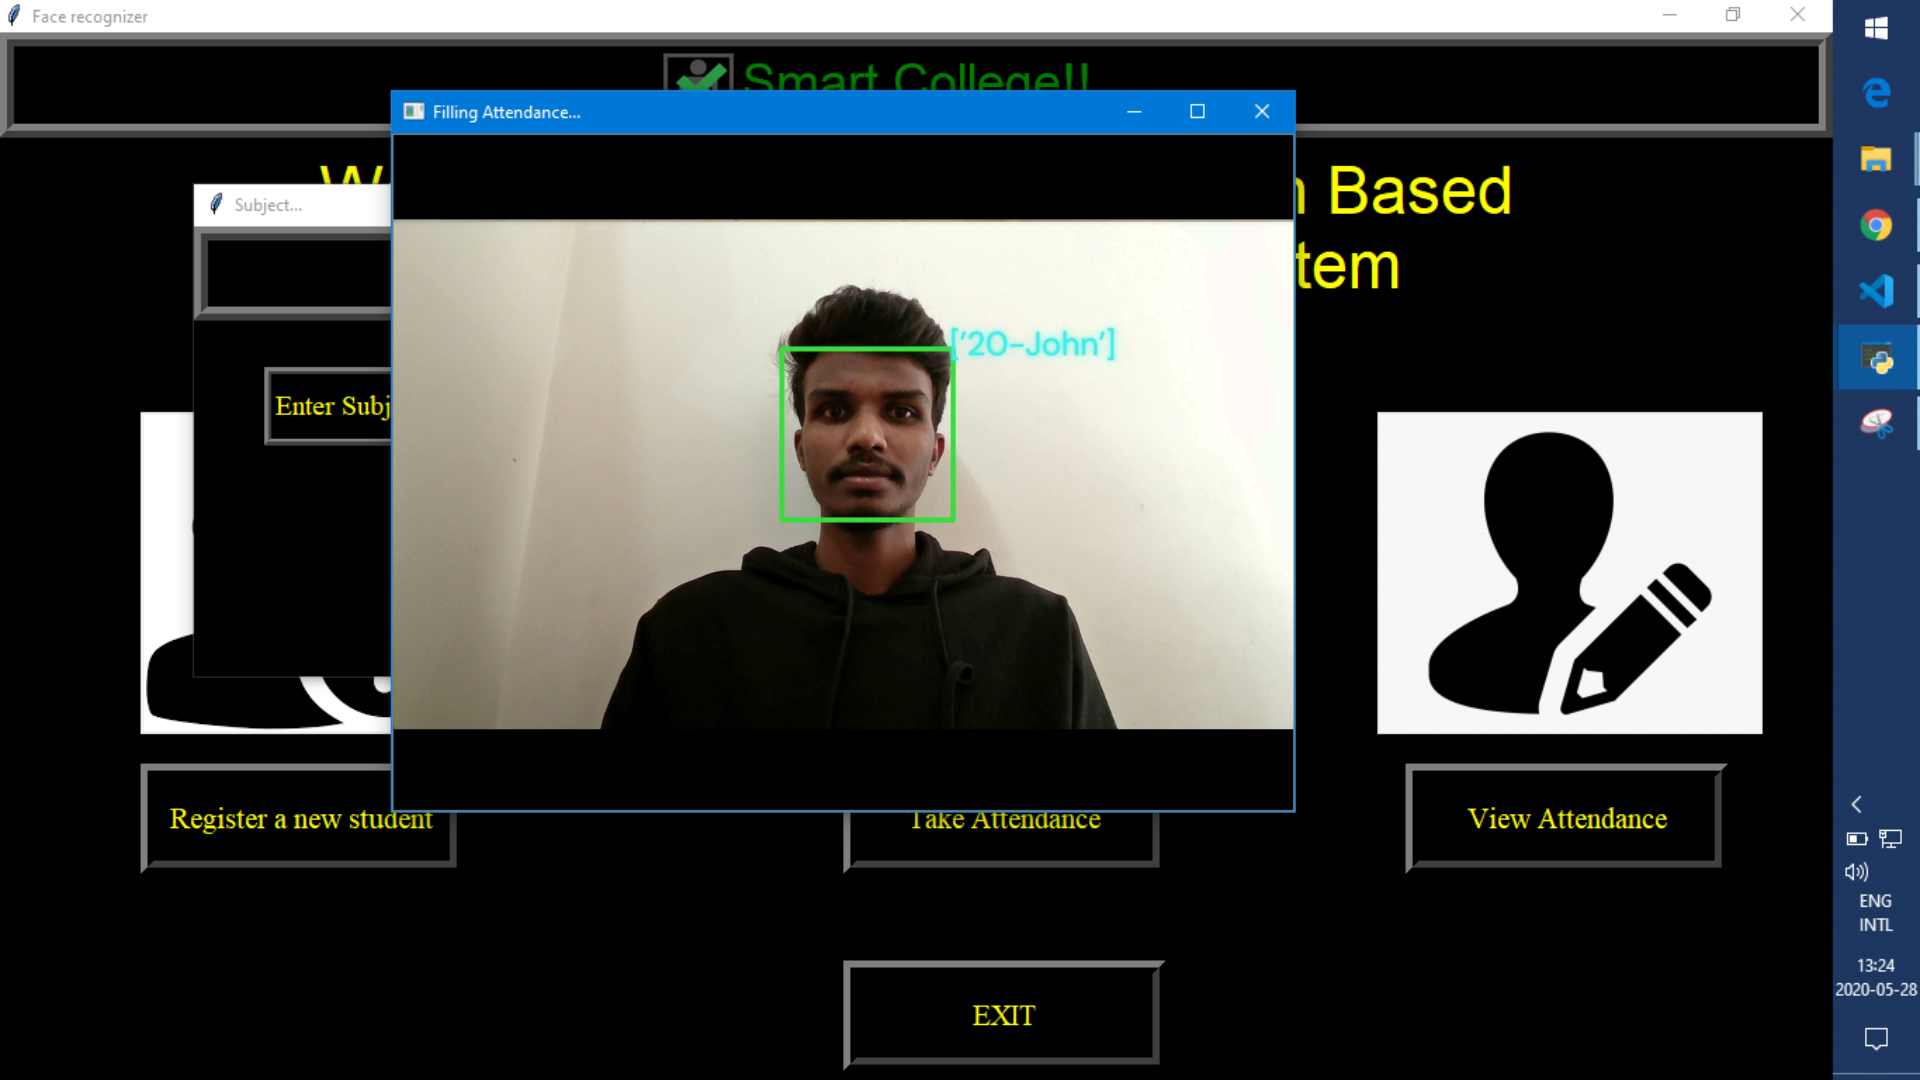 Face recognizer
Smart College!!
Filling Attendance...
Based
Subject...
tem
['20-John']
Enter Subj
Register a new student
Take Attendance
View Attendance
EXIT
ENG
INTL
13:24
2020-05-28